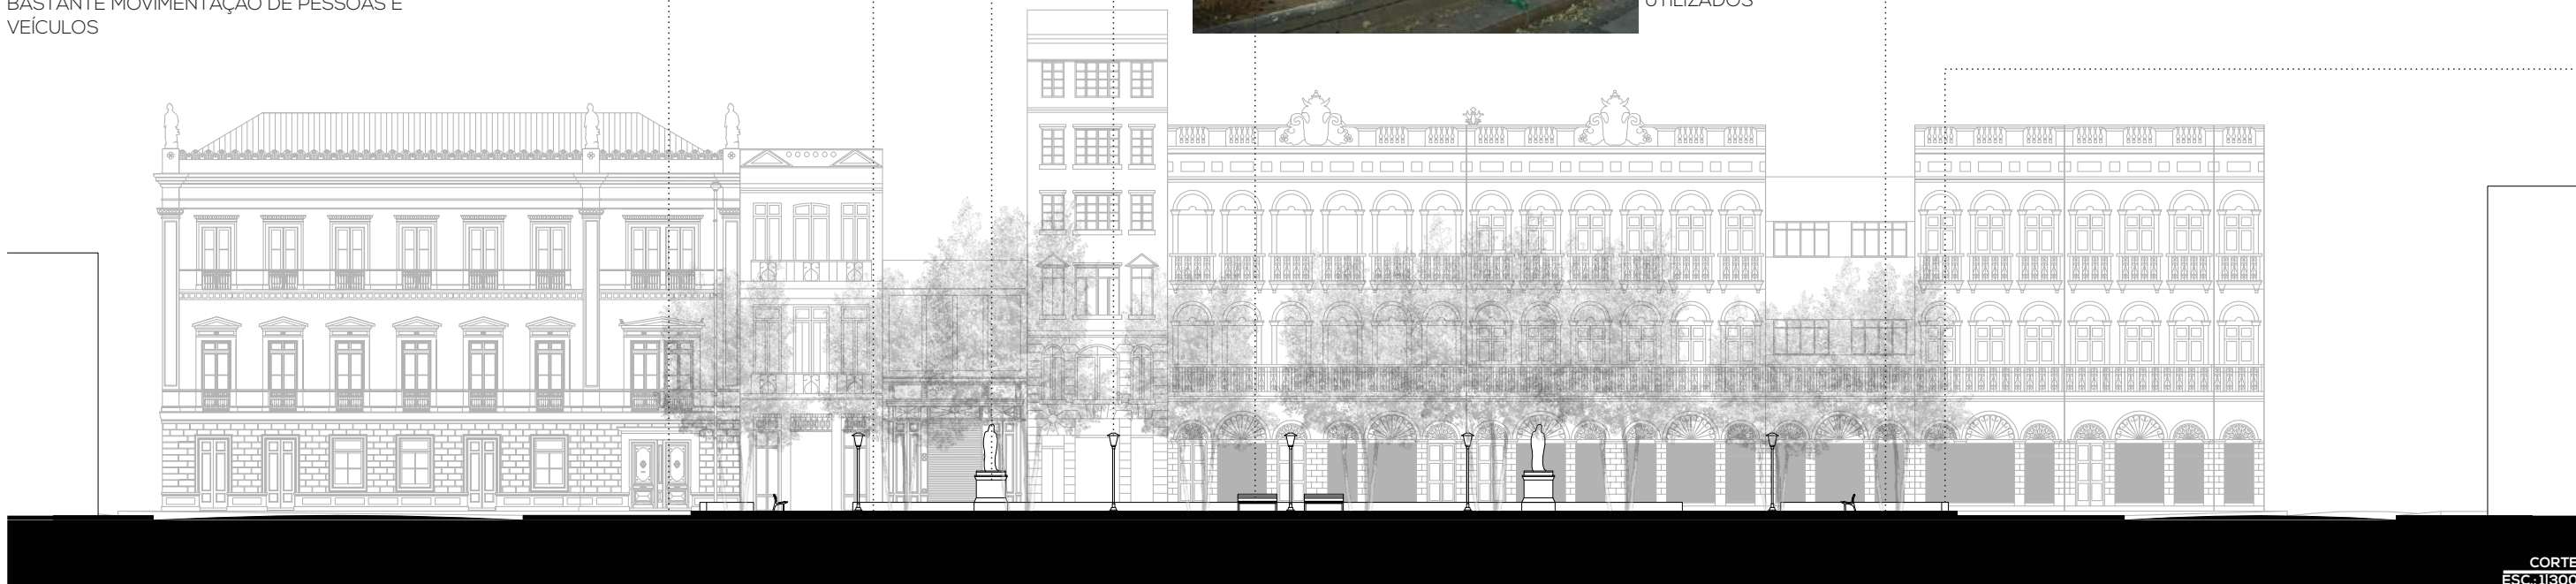 BASTANTE MOVIMENTAÇÃO DE PESSOAS E
VEÍCULOS
UTILIZADOS
CORTE
ESC.:1|300